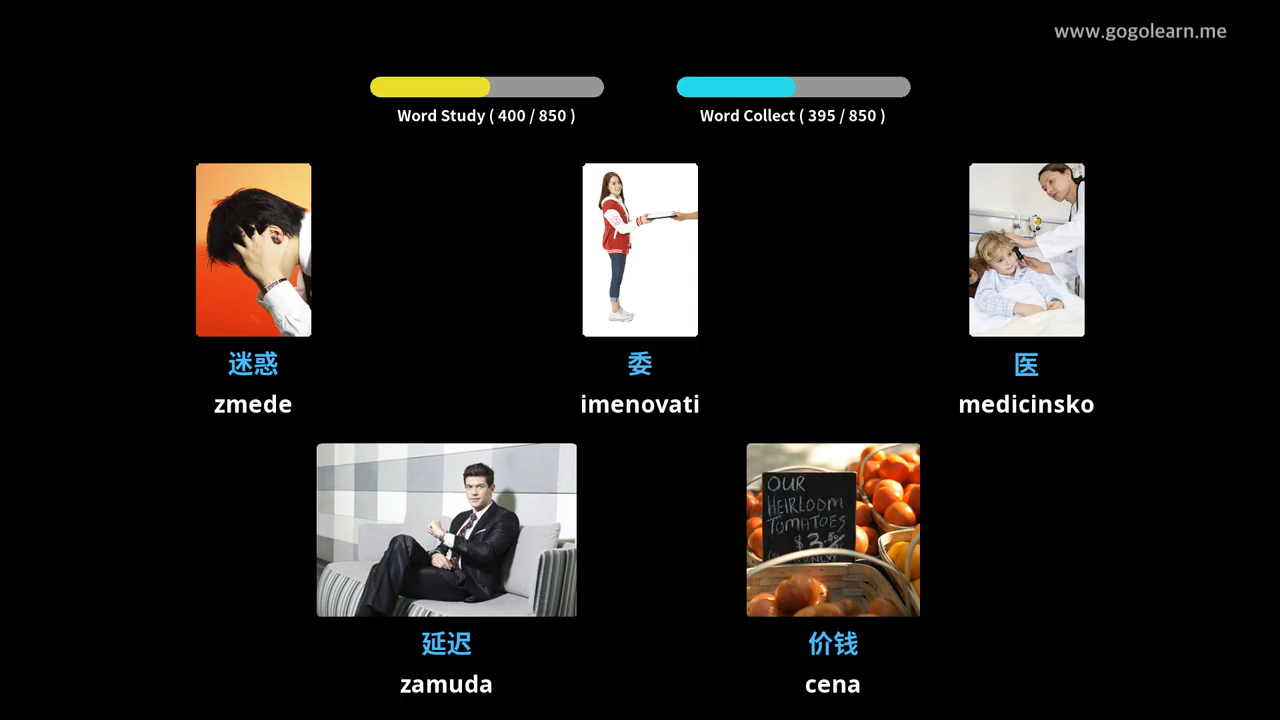 www.gogolearn.me
Word Study ( 400 / 850 )
Word Collect ( 395 / 850 )
迷惑
zmede
委
imenovati
医
medicinsko
OUR
HEIRLOOM
TOMATOES
延迟
zamuda
价钱
cena